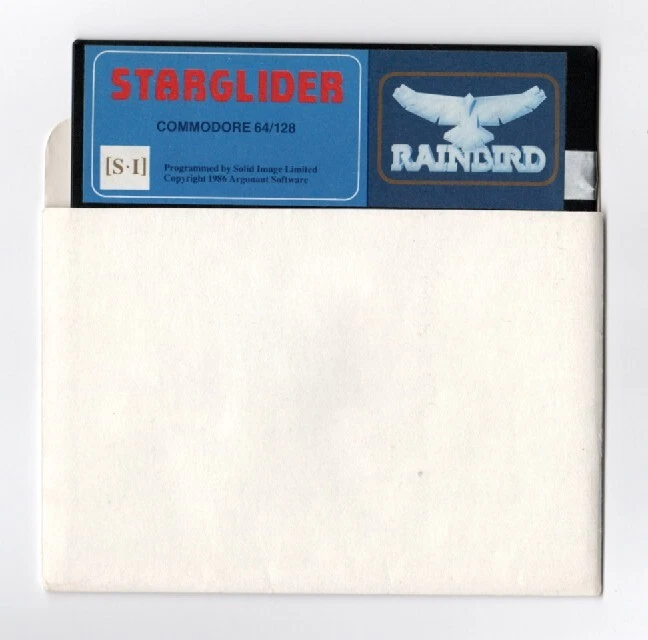 STARGLIDER
COMMODORE 64/128
[S·I]
Programmed by Solid Image Limited
Copyright 1986 Argonaut Software
RAINBIRD